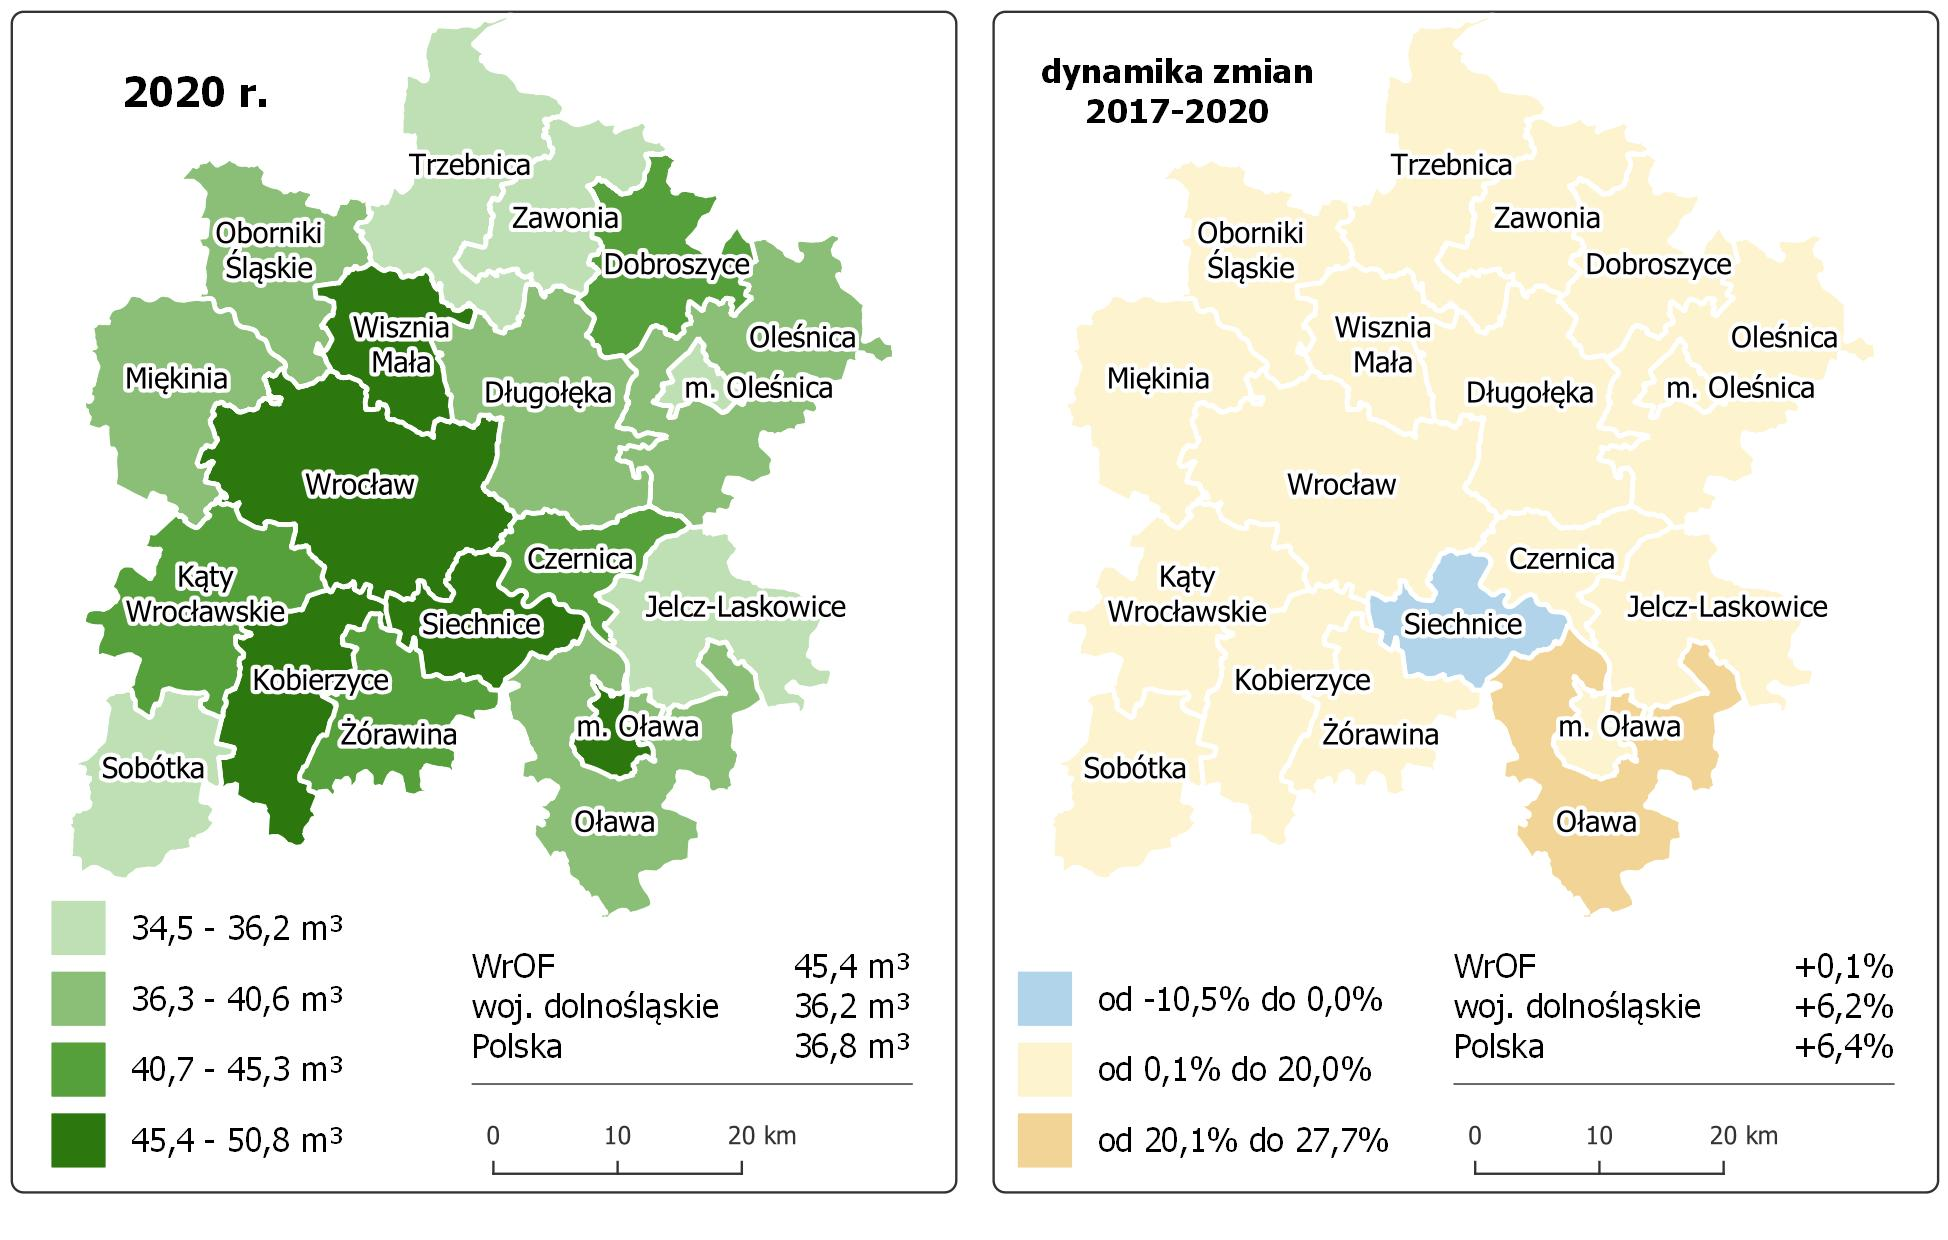 2020 r.
Trzebnica
Zawonia
Oborniki
Śląskie
Dobroszyce
Wisznia
Mała
Oleśnica
Miękinia
Długołęka
m. Oleśnica
Wrocław
Czernica
Kąty
Wrocławskie
Jelcz-Laskowice
Siechnice
Kobierzyce
m. Oława
Żórawina
Sobótka
Oława
34,5 - 36,2 m³
36,3 - 40,6 m³
40,7 - 45,3 m³
45,4 - 50,8 m³
WrOF 45,4 m³
woj. dolnośląskie 36,2 m³
Polska 36,8 m³
0 10 20 km
dynamika zmian
2017-2020
Trzebnica
Zawonia
Oborniki
Śląskie
Dobroszyce
Wisznia
Mała
Oleśnica
Miękinia
Długołęka
m. Oleśnica
Wrocław
Czernica
Kąty
Wrocławskie
Jelcz-Laskowice
Siechnice
Kobierzyce
m. Oława
Żórawina
Sobótka
Oława
od -10,5% do 0,0%
od 0,1% do 20,0%
od 20,1% do 27,7%
WrOF +0,1%
woj. dolnośląskie +6,2%
Polska +6,4%
0 10 20 km